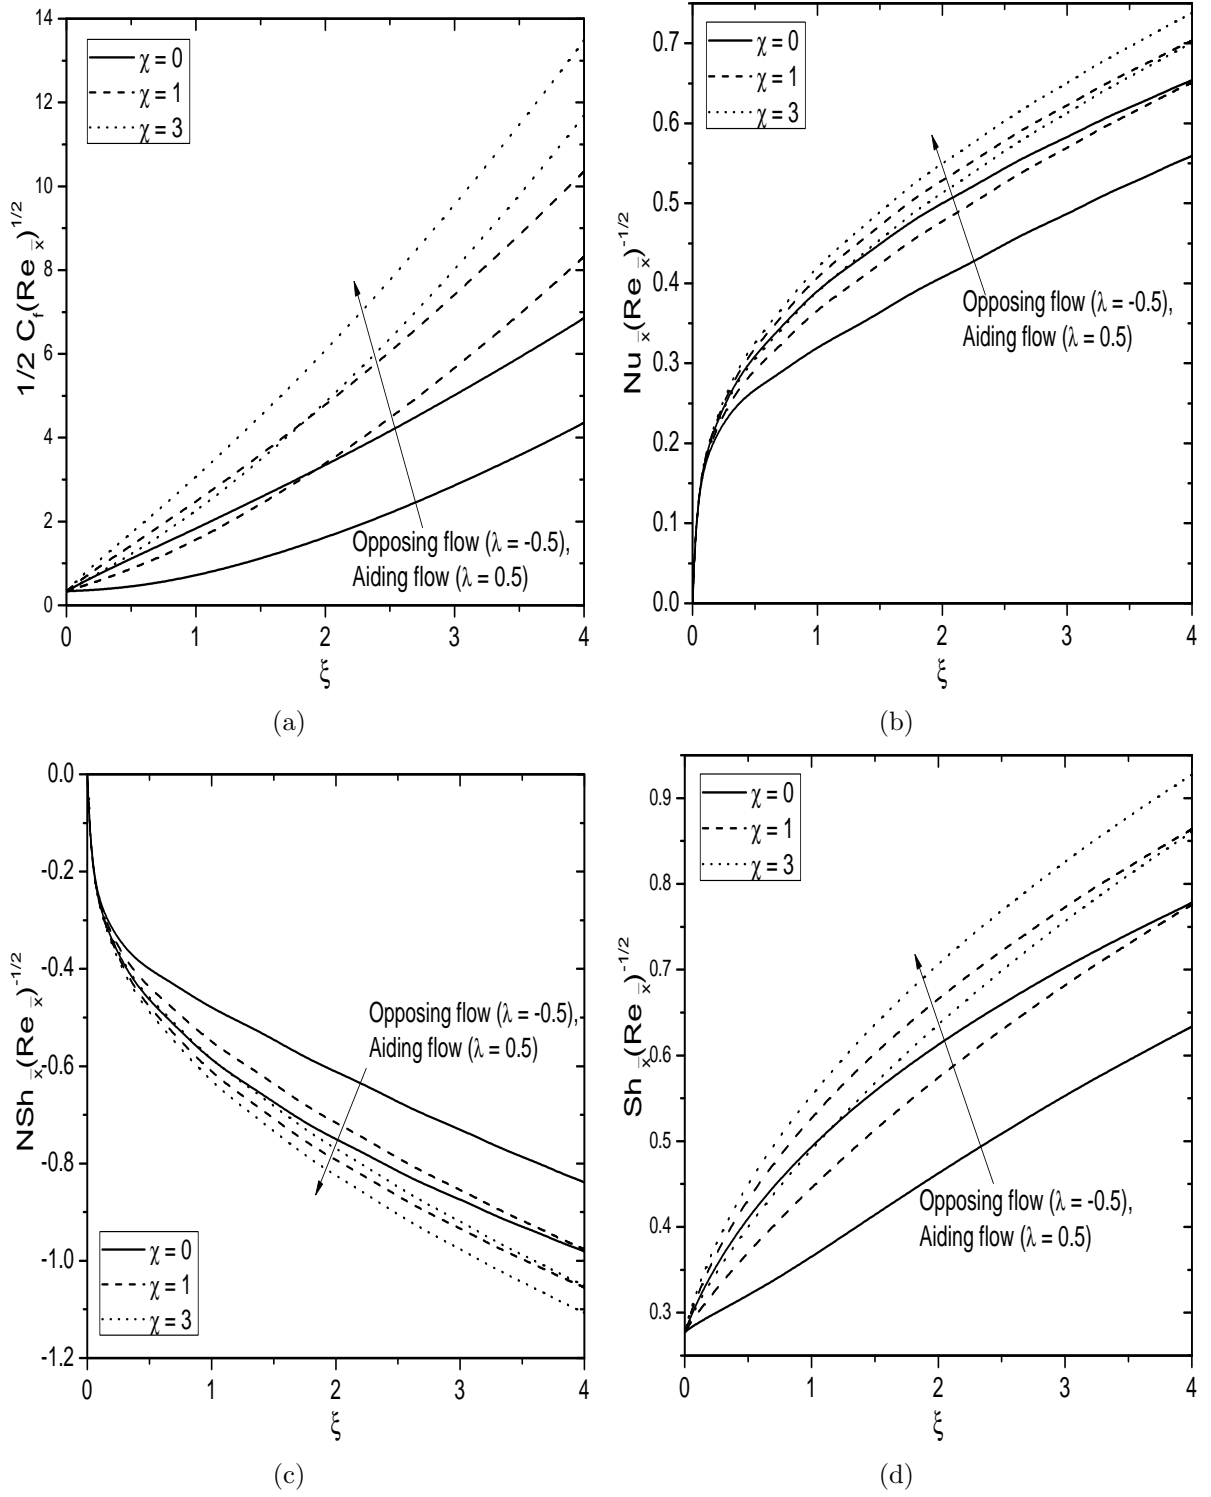 14
12
10
8
6
4
2
0
0 1 2 3 4
1/2 C_f(Re_x̄)^1/2
ξ
χ = 0
χ = 1
χ = 3
Opposing flow (λ = -0.5),
Aiding flow (λ = 0.5)
(a)
0.7
0.6
0.5
0.4
0.3
0.2
0.1
0.0
0 1 2 3 4
Nu_x̄(Re_x̄)^-1/2
ξ
χ = 0
χ = 1
χ = 3
Opposing flow (λ = -0.5),
Aiding flow (λ = 0.5)
(b)
0.0
-0.2
-0.4
-0.6
-0.8
-1.0
-1.2
0 1 2 3 4
NSh_x̄(Re_x̄)^-1/2
ξ
Opposing flow (λ = -0.5),
Aiding flow (λ = 0.5)
χ = 0
χ = 1
χ = 3
(c)
0.9
0.8
0.7
0.6
0.5
0.4
0.3
0 1 2 3 4
Sh_x̄(Re_x̄)^-1/2
ξ
χ = 0
χ = 1
χ = 3
Opposing flow (λ = -0.5),
Aiding flow (λ = 0.5)
(d)